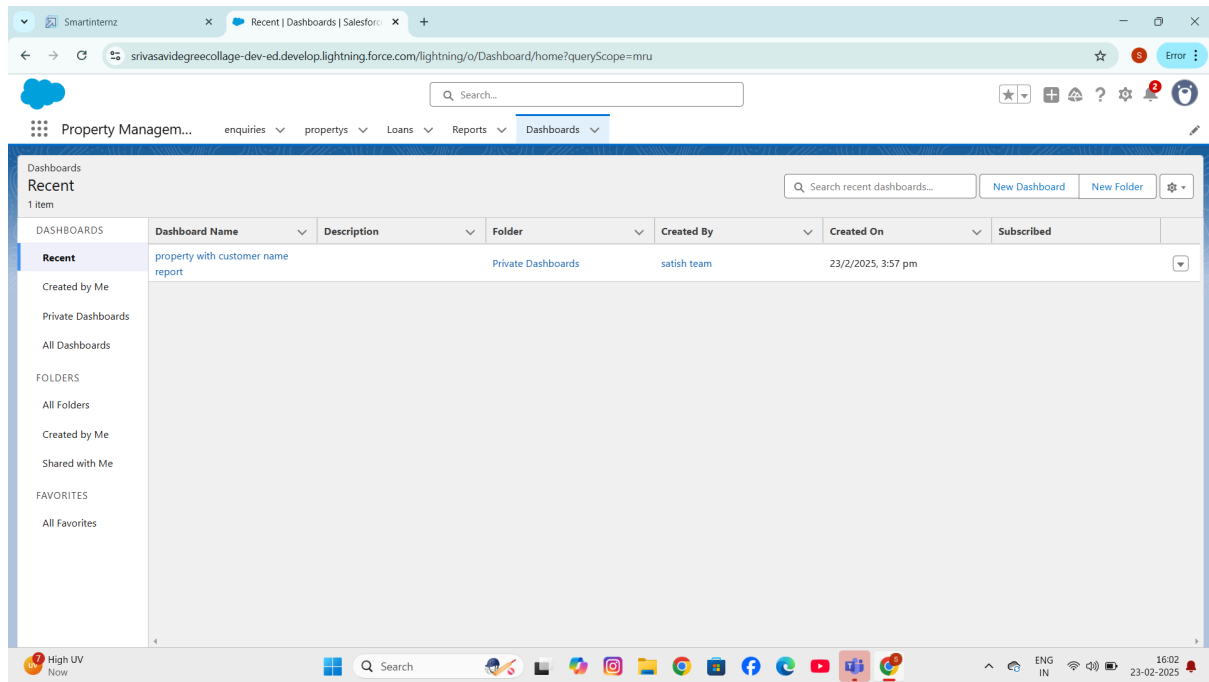 Smartinternz
Recent | Dashboards | Salesforc
srivasavidegreecollage-dev-ed.develop.lightning.force.com/lightning/o/Dashboard/home?queryScope=mru
S
Error
Search...
2
Property Managem...
enquiries
propertys
Loans
Reports
Dashboards
Dashboards
Recent
1 item
Search recent dashboards...
New Dashboard
New Folder
DASHBOARDS
Recent
Created by Me
Private Dashboards
All Dashboards
FOLDERS
All Folders
Created by Me
Shared with Me
FAVORITES
All Favorites
Dashboard Name
Description
Folder
Created By
Created On
Subscribed
property with customer name
report
Private Dashboards
satish team
23/2/2025, 3:57 pm
7
UV
High UV
Now
Search
ENG
IN
16:02
23-02-2025